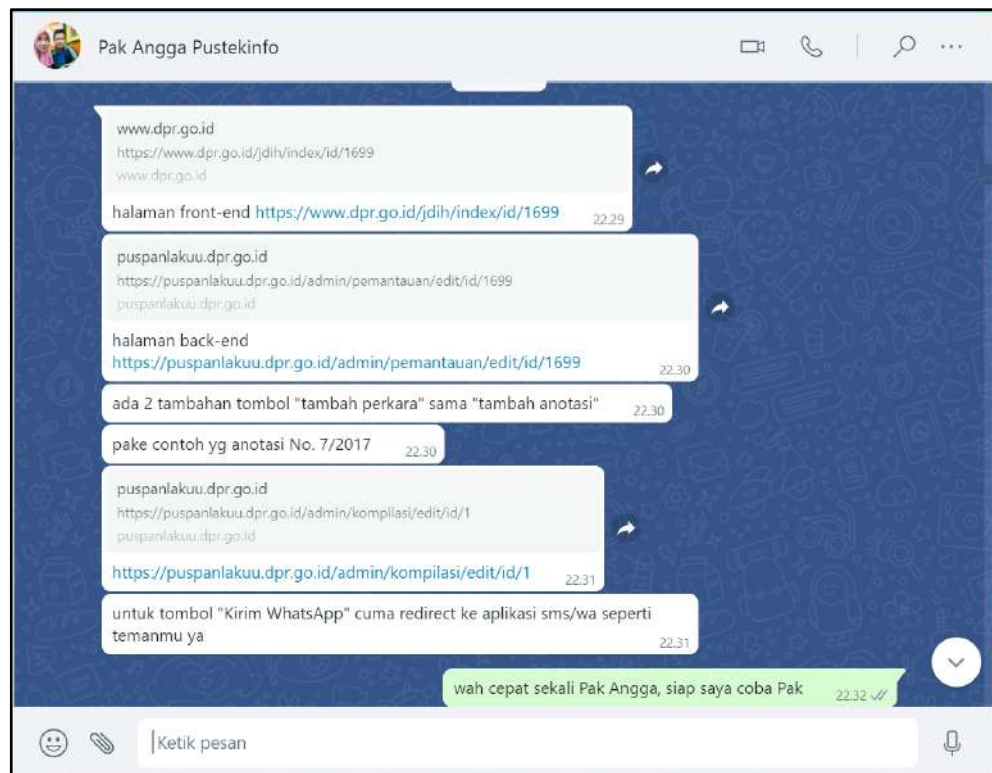 Pak Angga Pustekinfo
www.dpr.go.id
https://www.dpr.go.id/jdih/index/id/1699
www.dpr.go.id
halaman front-end https://www.dpr.go.id/jdih/index/id/1699
22.29
puspanlakuu.dpr.go.id
https://puspanlakuu.dpr.go.id/admin/pemantauan/edit/id/1699
puspanlakuu.dpr.go.id
halaman back-end
https://puspanlakuu.dpr.go.id/admin/pemantauan/edit/id/1699
22.30
ada 2 tambahan tombol "tambah perkara" sama "tambah anotasi"
22.30
pake contoh yg anotasi No. 7/2017
22.30
puspanlakuu.dpr.go.id
https://puspanlakuu.dpr.go.id/admin/kompilasi/edit/id/1
puspanlakuu.dpr.go.id
https://puspanlakuu.dpr.go.id/admin/kompilasi/edit/id/1
22.31
untuk tombol "Kirim WhatsApp" cuma redirect ke aplikasi sms/wa seperti
temanmu ya
22.31
wah cepat sekali Pak Angga, siap saya coba Pak
22.32
Ketik pesan